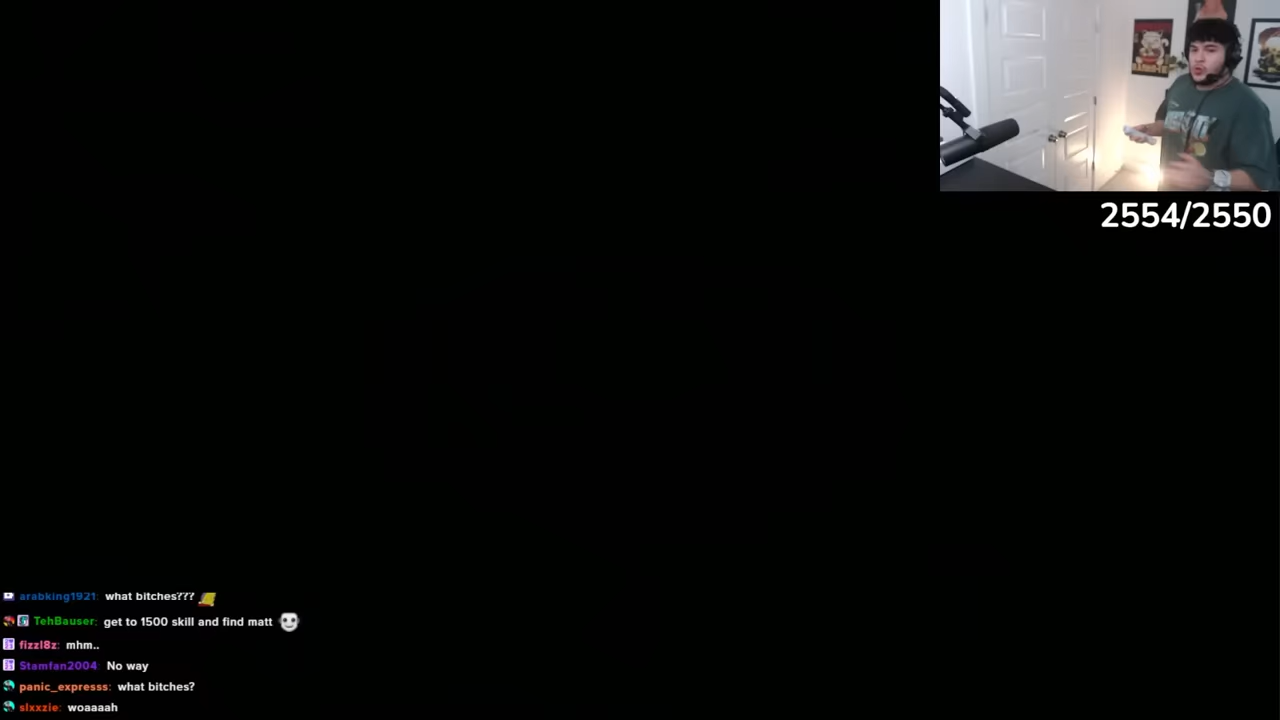 2554/2550
arabking1921: what bitches???
TehBauser: get to 1500 skill and find matt
fizzl8z: mhm..
Stamfan2004: No way
panic_expresss: what bitches?
slxxzie: woaaaah